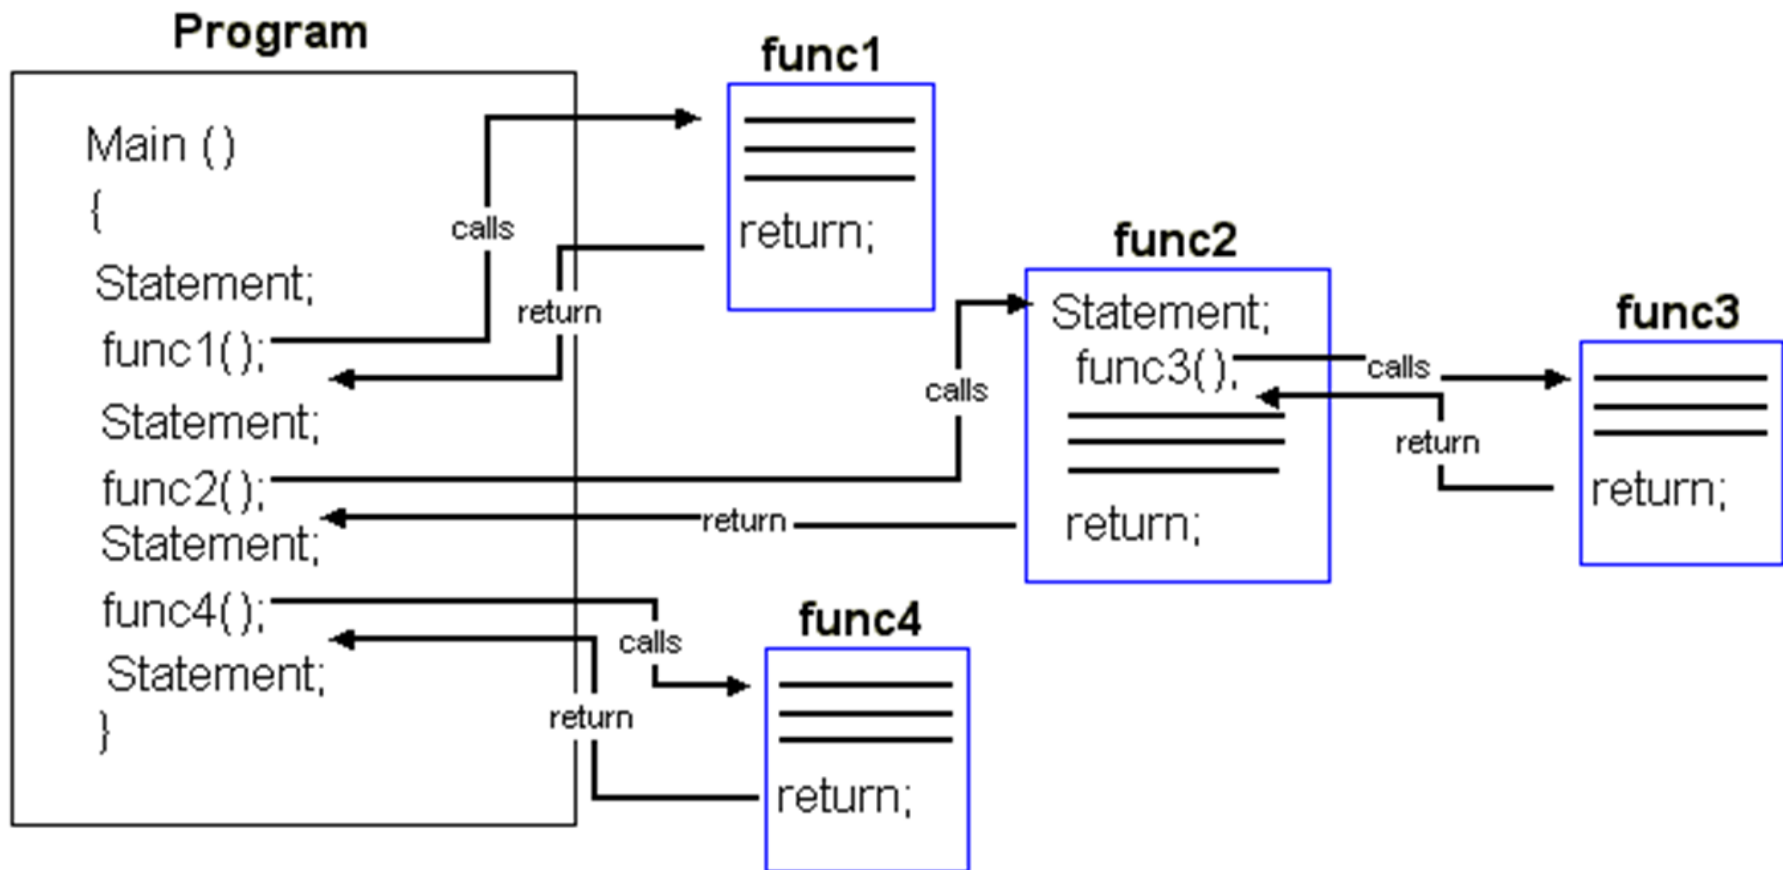 Program
Main ()
{
Statement;
func1();
Statement;
func2();
Statement;
func4();
Statement;
}
calls
return
func1
return;
calls
return
func2
Statement;
func3();
return;
calls
return
func3
return;
calls
return
func4
return;